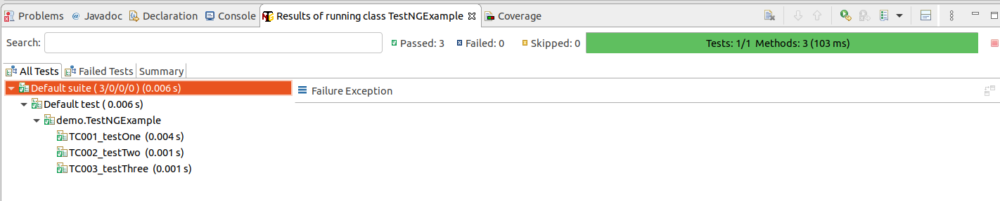 Problems @ Javadoc Declaration Console Results of running class TestNGExample Coverage
Search: Passed: 3 Failed: 0 Skipped: 0 Tests: 1/1 Methods: 3 (103 ms)
All Tests Failed Tests Summary
Default suite ( 3/0/0/0 ) (0.006 s)
Failure Exception
Default test ( 0.006 s)
demo.TestNGExample
TC001_testOne (0.004 s)
TC002_testTwo (0.001 s)
TC003_testThree (0.001 s)